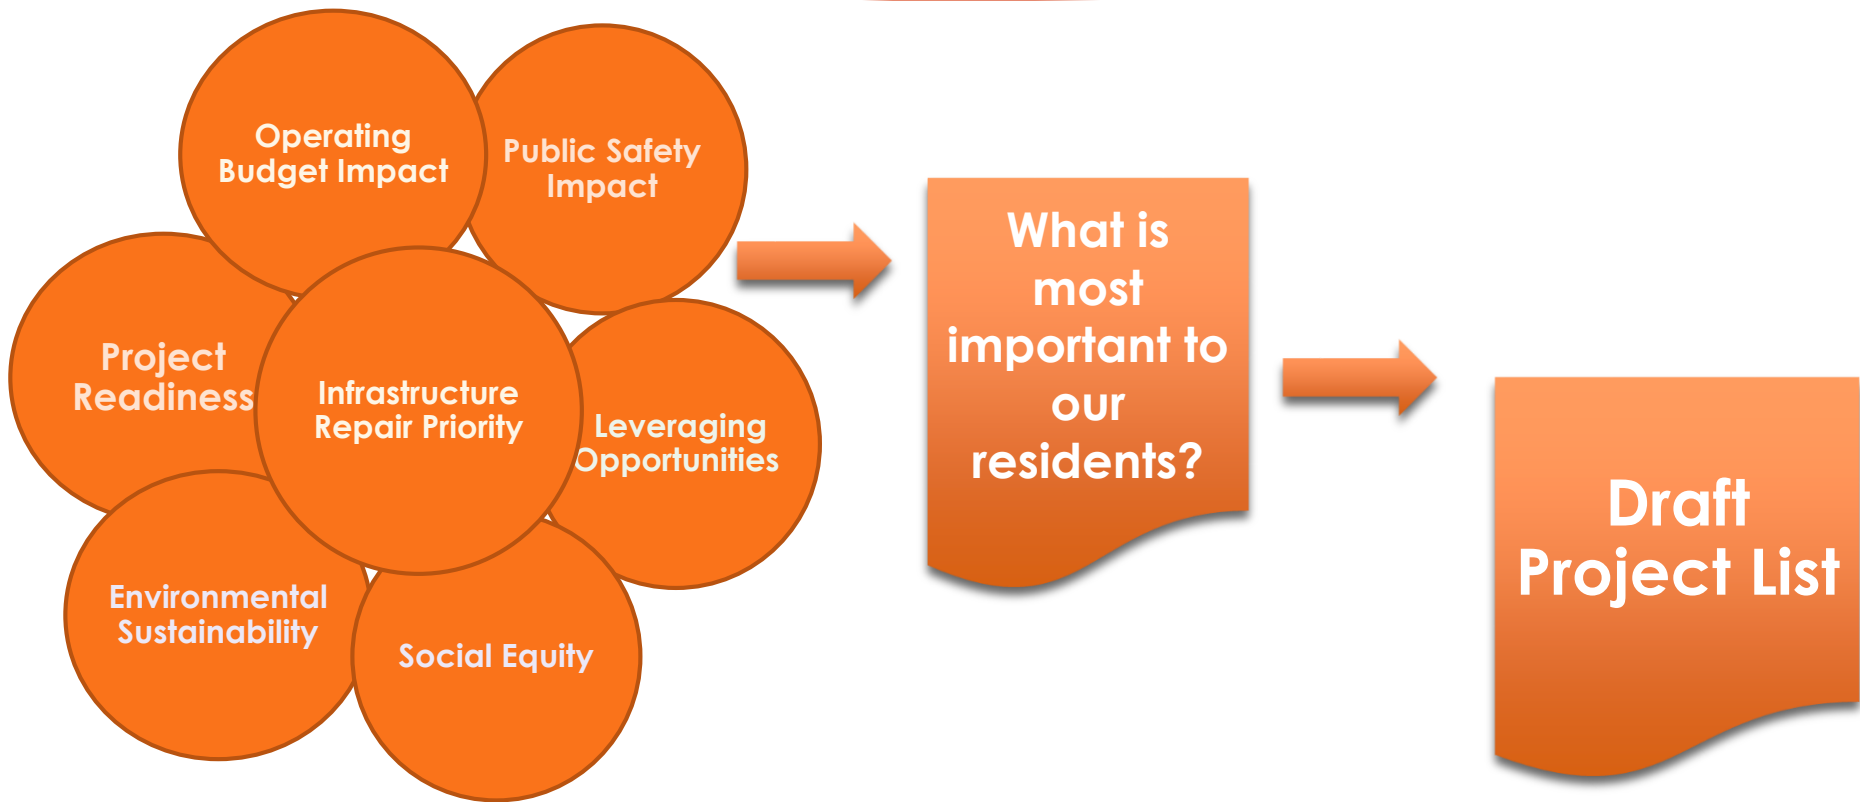 Operating
Budget Impact
Public Safety
Impact
Project
Readiness
Infrastructure
Repair Priority
Leveraging
Opportunities
Environmental
Sustainability
Social Equity
What is
most
important to
our
residents?
Draft
Project List